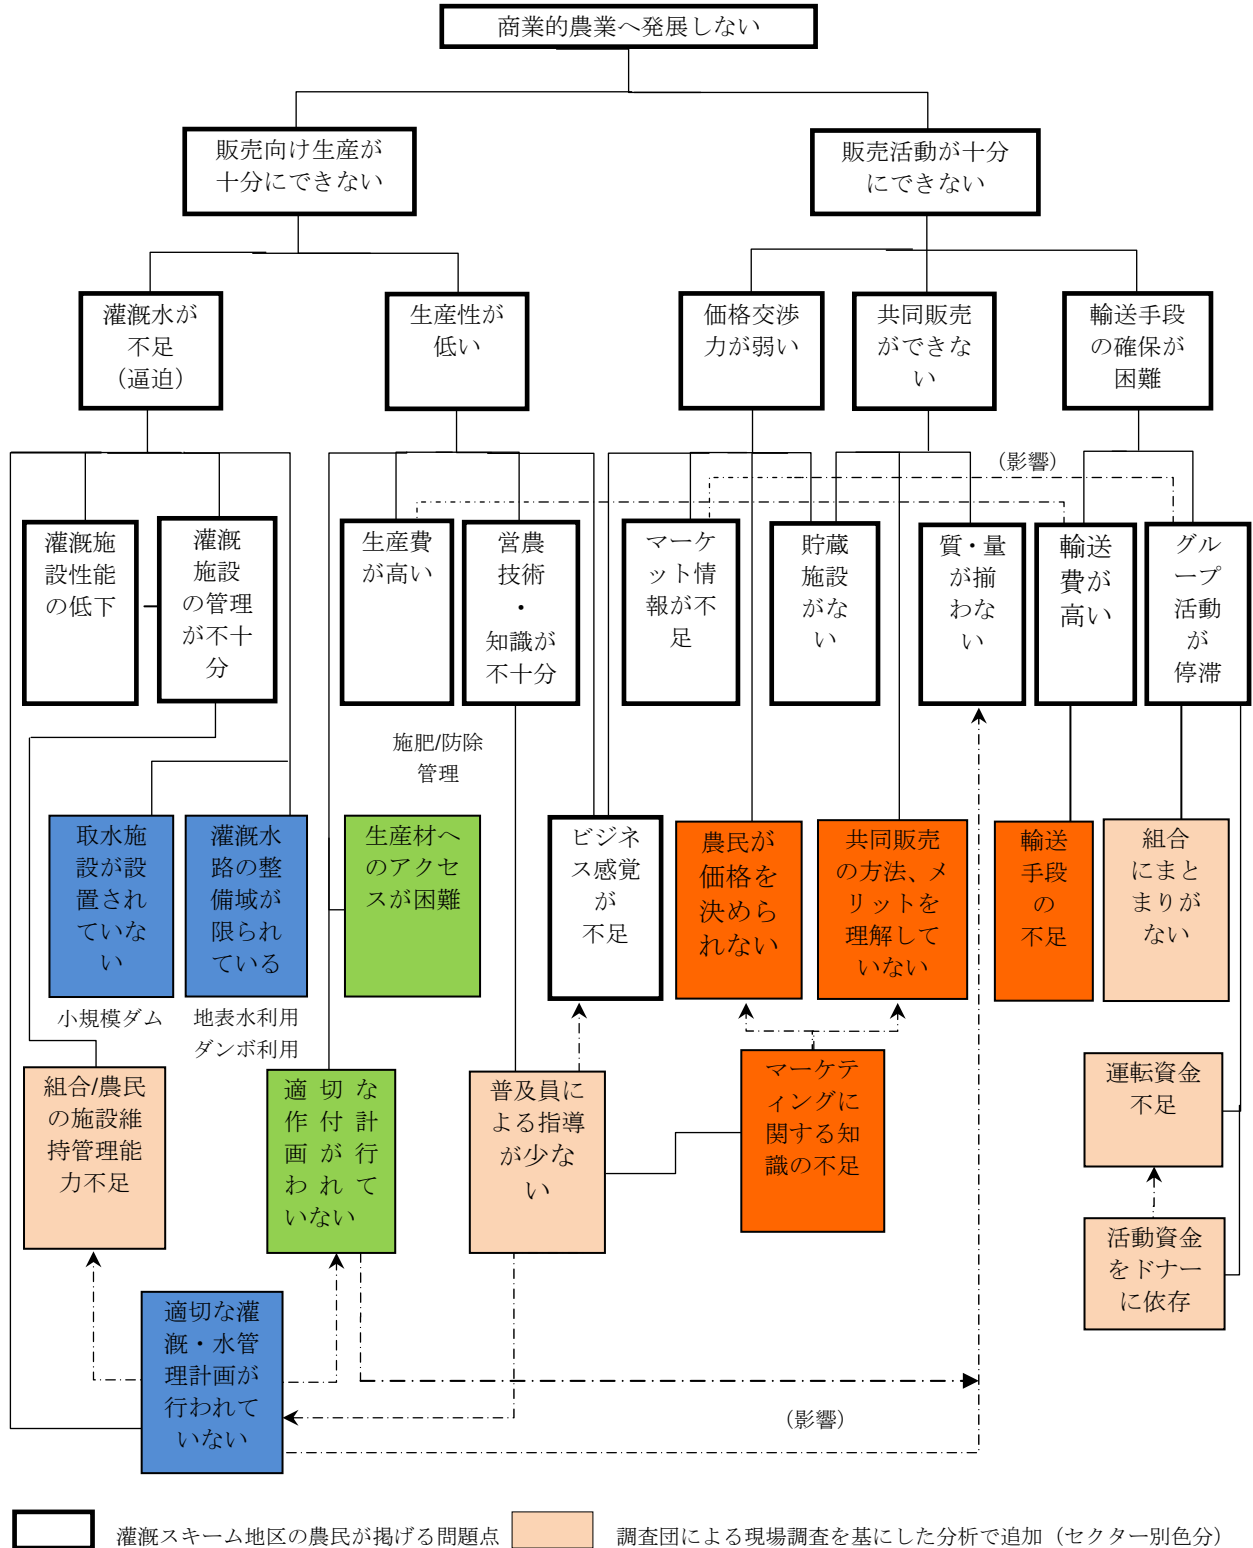 商業的農業へ発展しない
販売向け生産が
十分にできない
販売活動が十分
にできない
灌漑水が
不足
（逼迫）
生産性が
低い
価格交渉
力が弱い
共同販売
ができな
い
輸送手段
の確保が
困難
（影響）
灌漑施
設性能
の低下
灌漑
施設
の管理
が不十
分
生産費
が高い
営農
技術
・
知識が
不十分
マーケ
ット情
報が不
足
貯蔵
施設
がな
い
質・量
が揃
わな
い
輸送
費が
高い
グル
ープ
活動
が
停滞
施肥/防除
管理
取水施
設が設
置され
ていな
い
灌漑水
路の整
備域が
限られ
ている
生産材へ
のアクセ
スが困難
ビジネ
ス感覚
が
不足
農民が
価格を
決めら
れない
共同販売
の方法、メ
リットを
理解して
いない
輸送
手段
の
不足
組合
にまと
まりが
ない
小規模ダム
地表水利用
ダンボ利用
組合/農民
の施設維
持管理能
力不足
適切な
作付計
画が行
われて
いない
普及員に
よる指導
が少な
い
マーケテ
ィングに
関する知
識の不足
運転資金
不足
活動資金
をドナー
に依存
適切な灌
漑・水管
理計画が
行われて
いない
（影響）
灌漑スキーム地区の農民が掲げる問題点
調査団による現場調査を基にした分析で追加（セクター別色分）